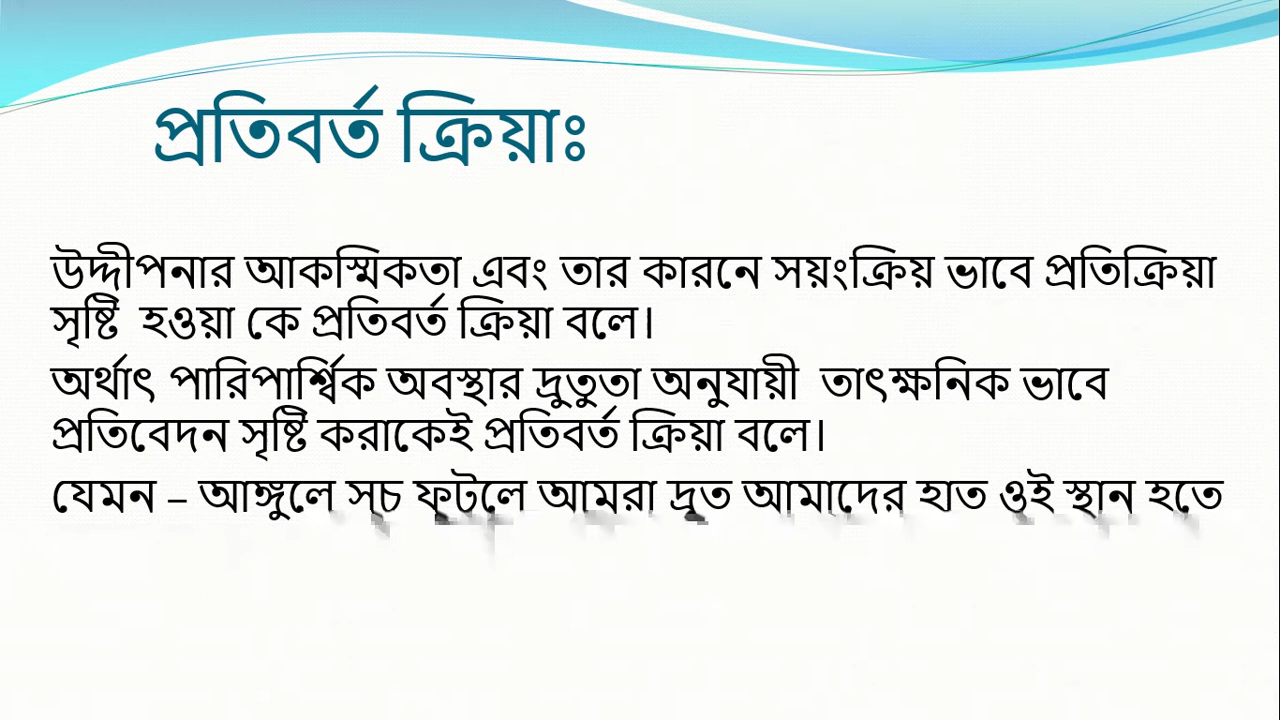 প্রতিবর্ত ক্রিয়াঃ
উদ্দীপনার আকস্মিকতা এবং তার কারনে সয়ংক্রিয় ভাবে প্রতিক্রিয়া
সৃষ্টি হওয়া কে প্রতিবর্ত ক্রিয়া বলে।
অর্থাৎ পারিপার্শ্বিক অবস্থার দ্রুতুতা অনুযায়ী তাৎক্ষনিক ভাবে
প্রতিবেদন সৃষ্টি করাকেই প্রতিবর্ত ক্রিয়া বলে।
যেমন – আঙ্গুলে সূচ ফূটলে আমরা দ্রুত আমাদের হাত ওই স্থান হতে